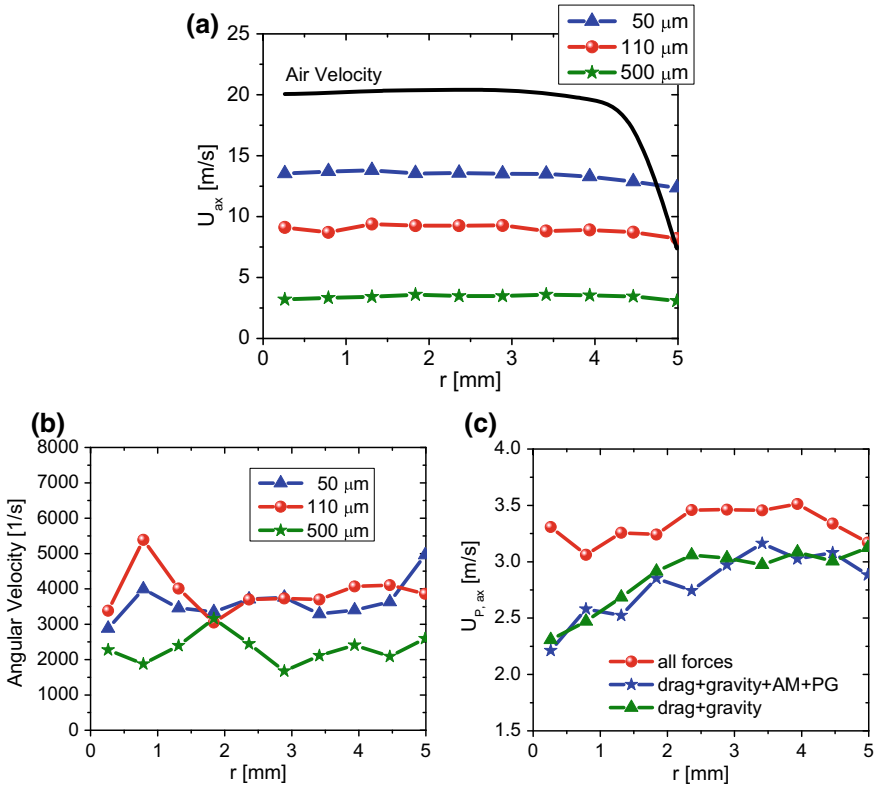 (a)
50 μm
110 μm
500 μm
Air Velocity
25
20
15
10
5
0
U_ax [m/s]
0 1 2 3 4 5
r [mm]
(b)
50 μm
110 μm
500 μm
8000
7000
6000
5000
4000
3000
2000
1000
0
Angular Velocity [1/s]
0 1 2 3 4 5
r [mm]
(c)
4.0
3.5
3.0
2.5
2.0
1.5
U_P, ax [m/s]
all forces
drag+gravity+AM+PG
drag+gravity
0 1 2 3 4 5
r [mm]